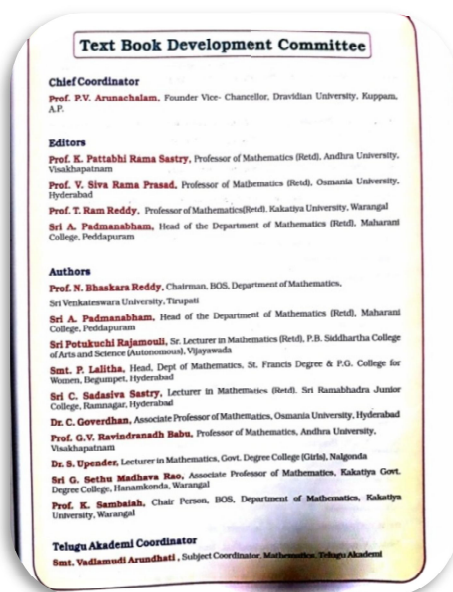 Text Book Development Committee
Chief Coordinator
Prof. P.V. Arunachalam, Founder Vice- Chancellor, Dravidian University, Kuppam,
A.P.
Editors
Prof. K. Pattabhi Rama Sastry, Professor of Mathematics (Retd), Andhra University,
Visakhapatnam
Prof. V. Siva Rama Prasad, Professor of Mathematics (Retd), Osmania University,
Hyderabad
Prof. T. Ram Reddy, Professor of Mathematics(Retd), Kakatiya University, Warangal
Sri A. Padmanabham, Head of the Department of Mathematics (Retd), Maharani
College, Peddapuram
Authors
Prof. N. Bhaskara Reddy, Chairman, BOS, Department of Mathematics,
Sri Venkateswara University, Tirupati
Sri A. Padmanabham, Head of the Department of Mathematics (Retd), Maharani
College, Peddapuram
Sri Potukuchi Rajamouli, Sr. Lecturer in Mathematics (Retd), P.B. Siddhartha College
of Arts and Science (Autonomous), Vijayawada
Smt. P. Lalitha, Head, Dept of Mathematics, St. Francis Degree & P.G. College for
Women, Begumpet, Hyderabad
Sri C. Sadasiva Sastry, Lecturer in Mathematics (Retd). Sri Ramabhadra Junior
College, Ramnagar, Hyderabad
Dr. C. Goverdhan, Associate Professor of Mathematics, Osmania University, Hyderabad
Prof. G.V. Ravindranadh Babu, Professor of Mathematics, Andhra University,
Visakhapatnam
Dr. S. Upender, Lecturer in Mathematics, Govt. Degree College (Girls), Nalgonda
Sri G. Sethu Madhava Rao, Associate Professor of Mathematics, Kakatiya Govt.
Degree College, Hanamkonda, Warangal
Prof. K. Sambaiah, Chair Person, BOS, Department of Mathematics, Kakatiya
University, Warangal
Telugu Akademi Coordinator
Smt. Vadlamudi Arundhati , Subject Coordinator, Mathematics, Telugu Akademi